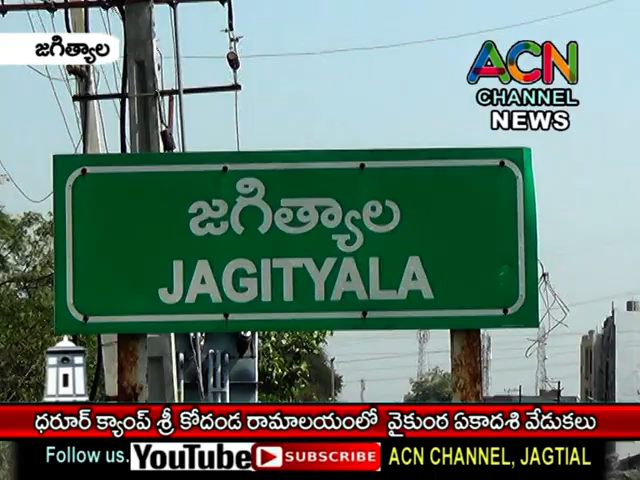 జగిత్యాల
ACN
CHANNEL
NEWS
జగిత్యాల
JAGITYALA
ధరూర్ క్యాంప్ శ్రీ కోదండ రామాలయంలో వైకుంఠ ఏకాదశి వేడుకలు
Follow us. YouTube SUBSCRIBE ACN CHANNEL, JAGTIAL